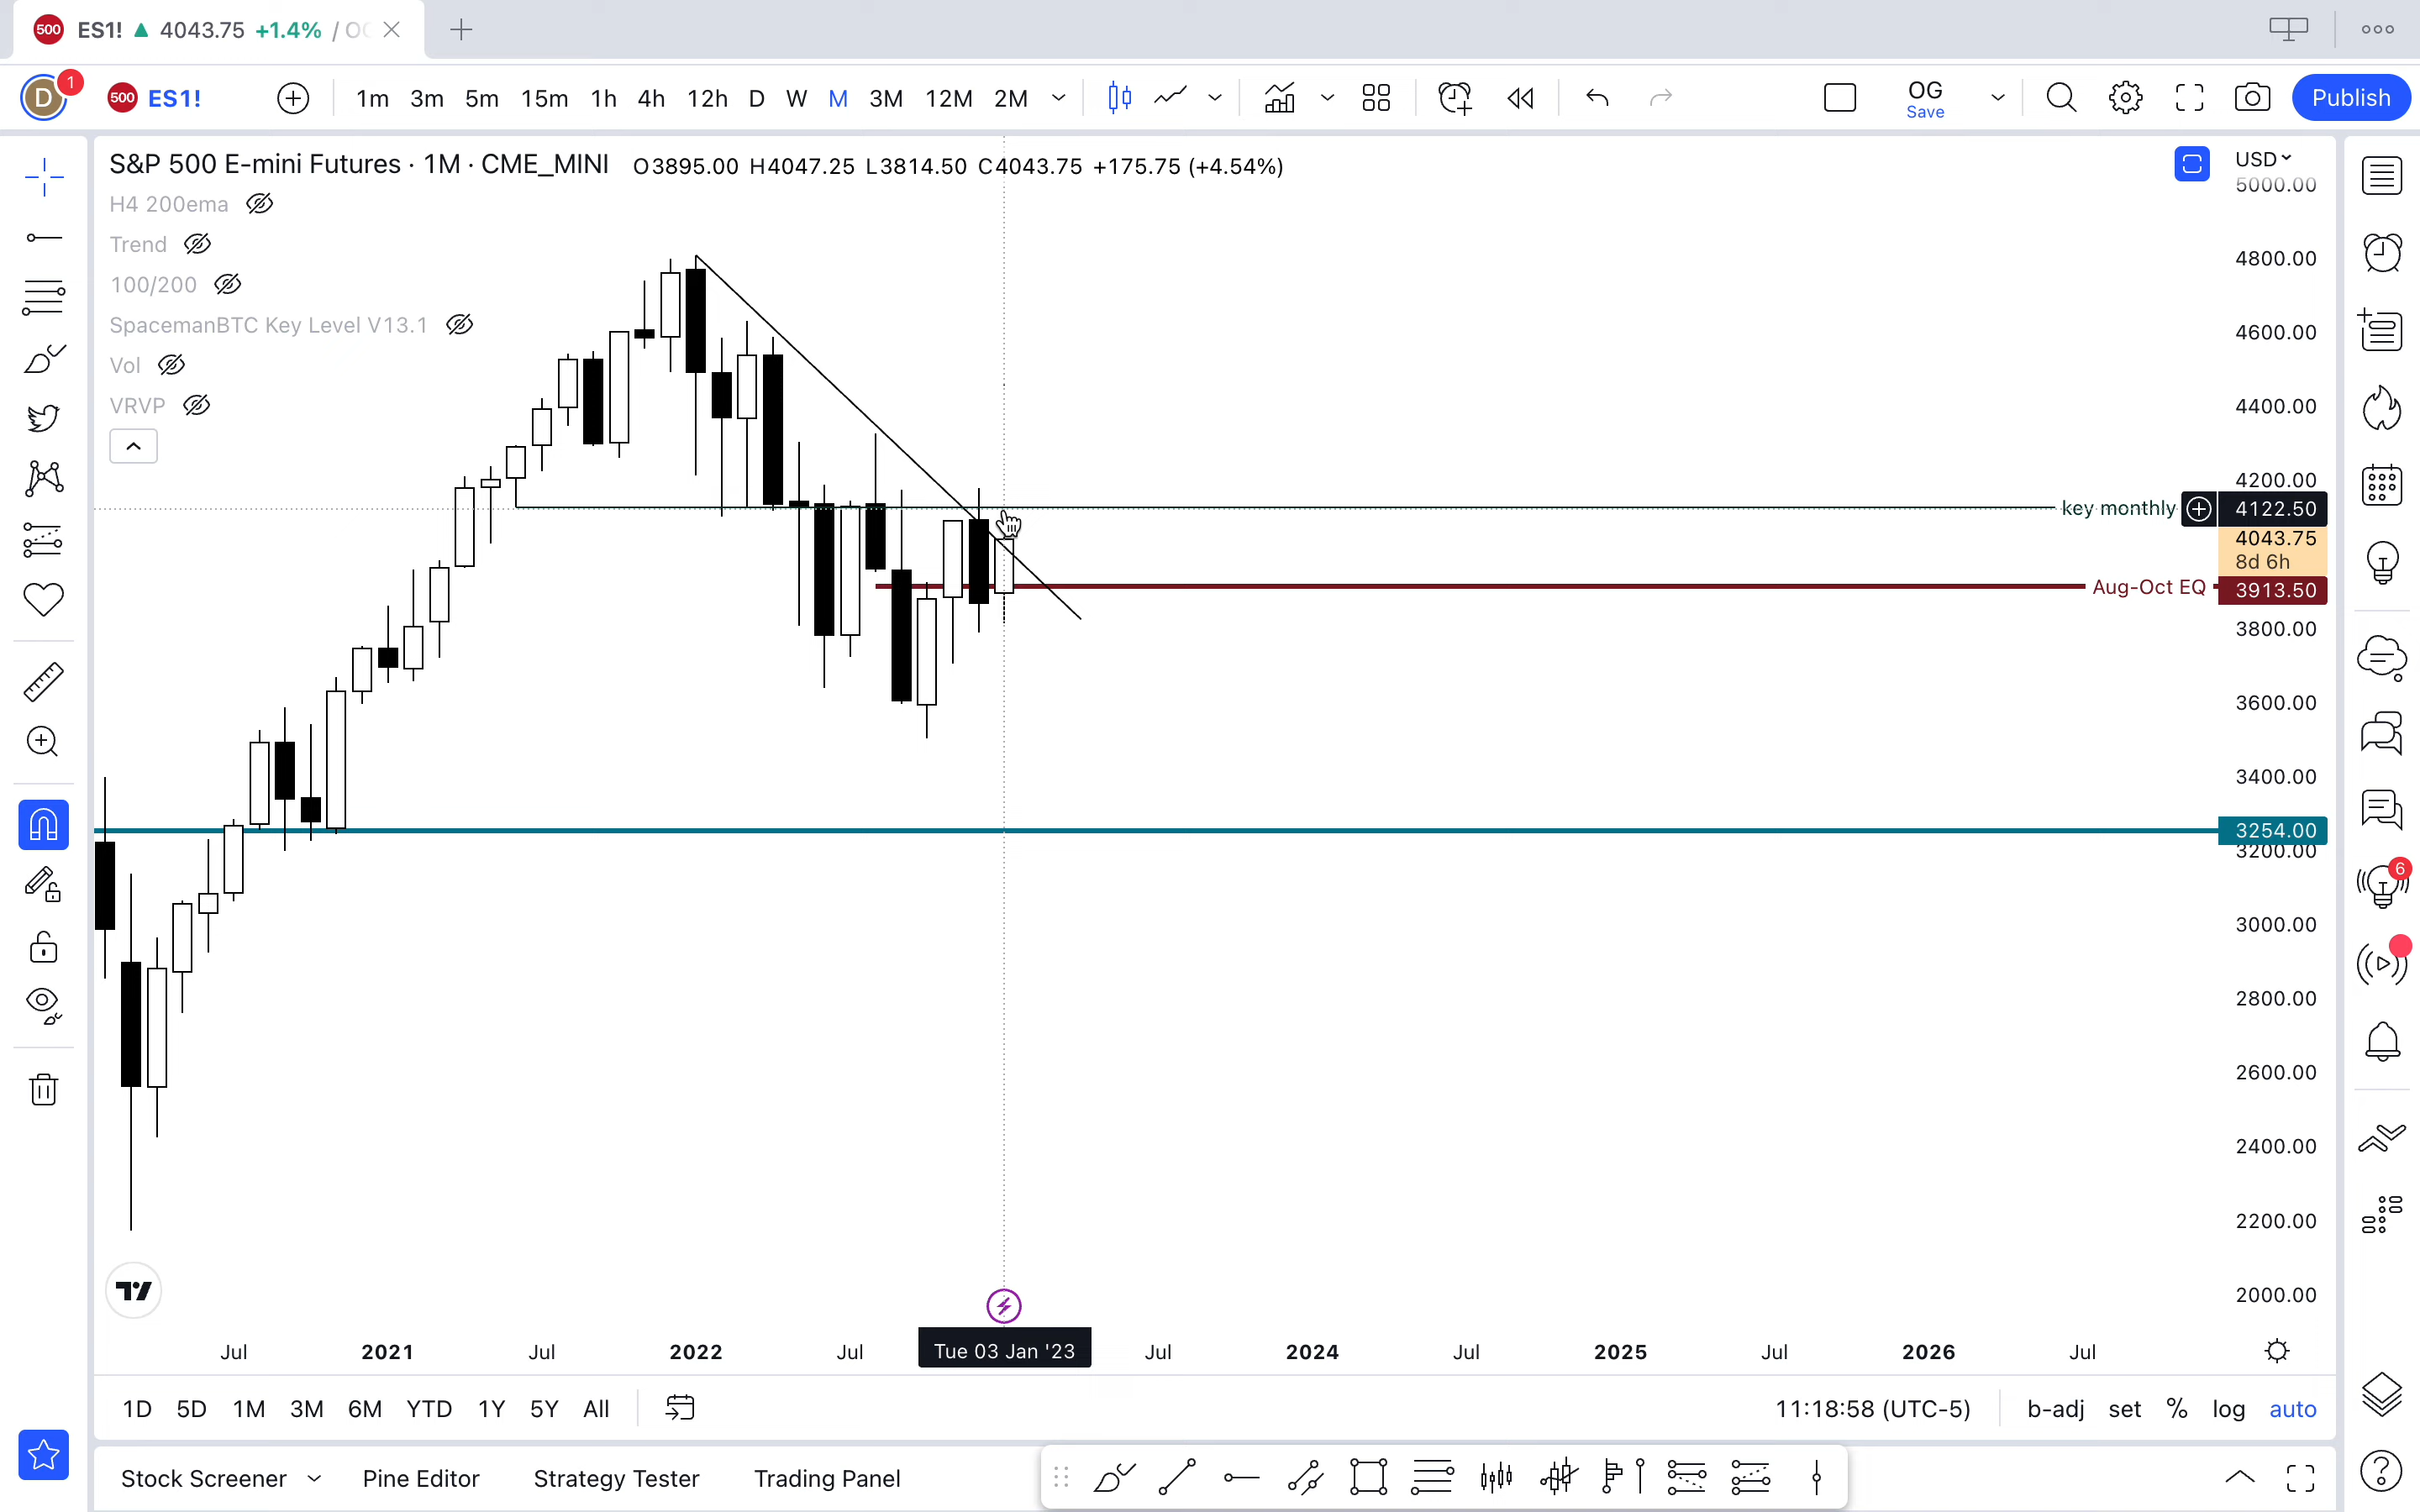 500 ES1! ▲ 4043.75 +1.4% / OG
D 1 500 ES1! 1m 3m 5m 15m 1h 4h 12h D W M 3M 12M 2M OG Save Publish
S&P 500 E-mini Futures · 1M · CME_MINI O3895.00 H4047.25 L3814.50 C4043.75 +175.75 (+4.54%)
USD
5000.00
H4 200ema
Trend
100/200
SpacemanBTC Key Level V13.1
Vol
VRVP
4800.00
4600.00
4400.00
4200.00
key monthly 4122.50
4043.75
8d 6h
Aug-Oct EQ 3913.50
3800.00
3600.00
3400.00
3254.00
3200.00
3000.00
2800.00
2600.00
2400.00
2200.00
2000.00
6
Jul 2021 Jul 2022 Jul Tue 03 Jan '23 Jul 2024 Jul 2025 Jul 2026 Jul
1D 5D 1M 3M 6M YTD 1Y 5Y All 11:18:58 (UTC-5) b-adj set % log auto
Stock Screener Pine Editor Strategy Tester Trading Panel